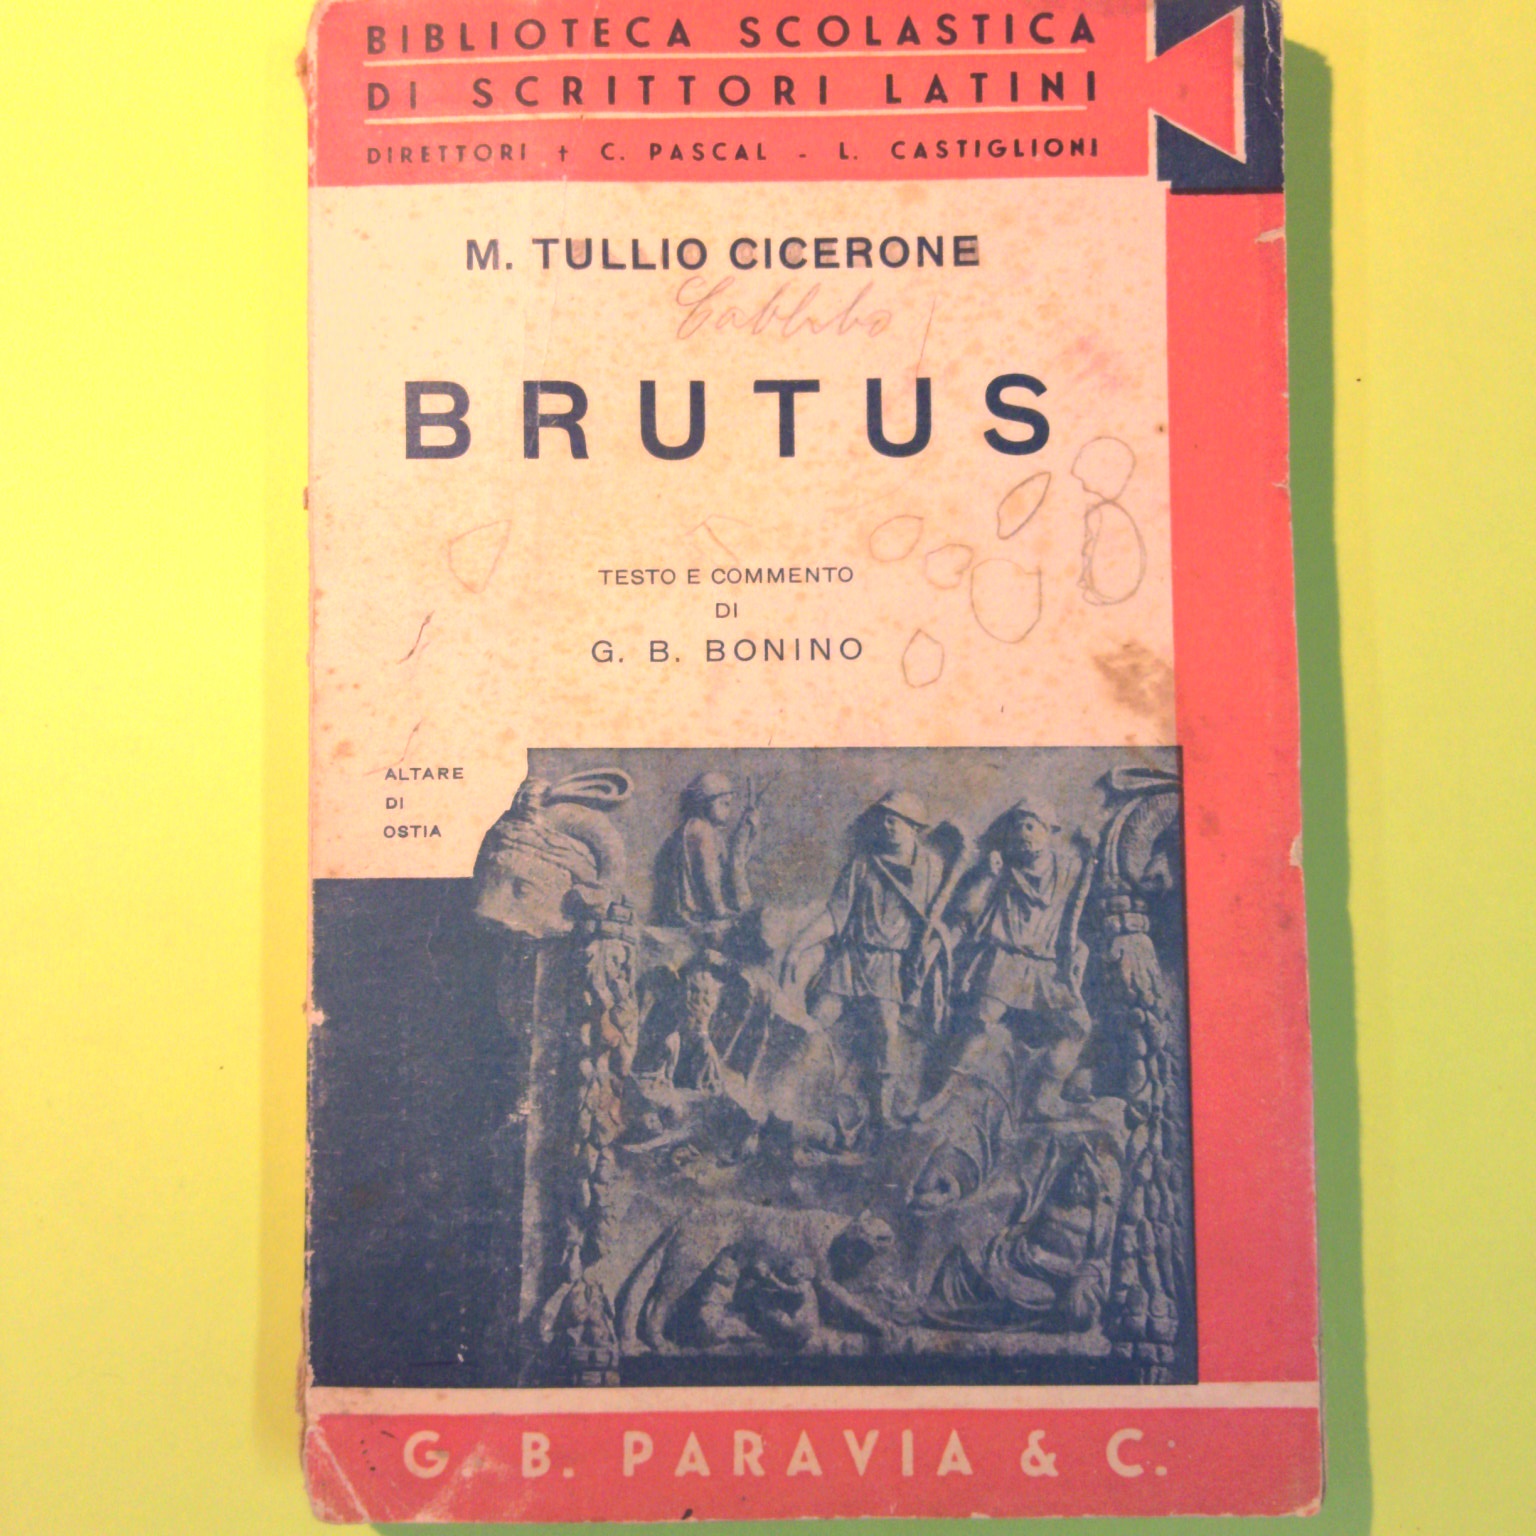 BIBLIOTECA SCOLASTICA
DI SCRITTORI LATINI
DIRETTORI † C. PASCAL - L. CASTIGLIONI
M. TULLIO CICERONE
BRUTUS
TESTO E COMMENTO
DI
G. B. BONINO
ALTARE
DI
OSTIA
G. B. PARAVIA & C.